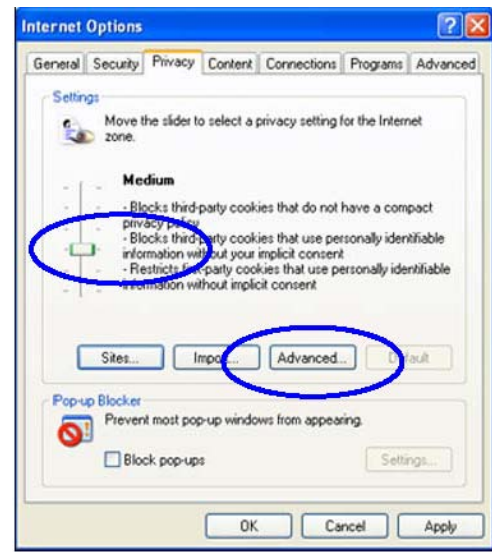 Internet Options
General Security Privacy Content Connections Programs Advanced
Settings
Move the slider to select a privacy setting for the Internet
zone.
Medium
- Blocks third-party cookies that do not have a compact
privacy policy
- Blocks third-party cookies that use personally identifiable
information without your implicit consent
- Restricts first-party cookies that use personally identifiable
information without implicit consent
Sites... Import... Advanced... Default
Pop-up Blocker
Prevent most pop-up windows from appearing.
Block pop-ups Settings...
OK Cancel Apply